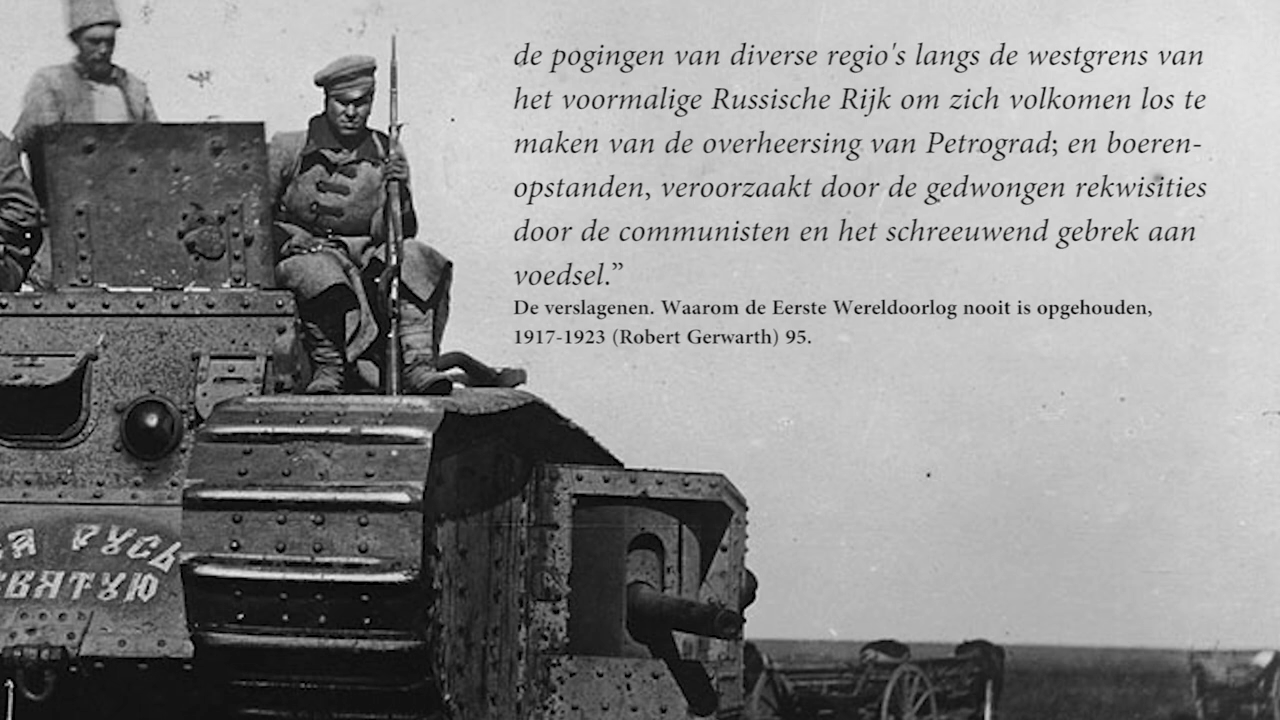 de pogingen van diverse regio's langs de westgrens van
het voormalige Russische Rijk om zich volkomen los te
maken van de overheersing van Petrograd; en boeren-
opstanden, veroorzaakt door de gedwongen rekwisities
door de communisten en het schreeuwend gebrek aan
voedsel.”
De verslagenen. Waarom de Eerste Wereldoorlog nooit is opgehouden,
1917-1923 (Robert Gerwarth) 95.
РУСЬ
СВЯТУЮ